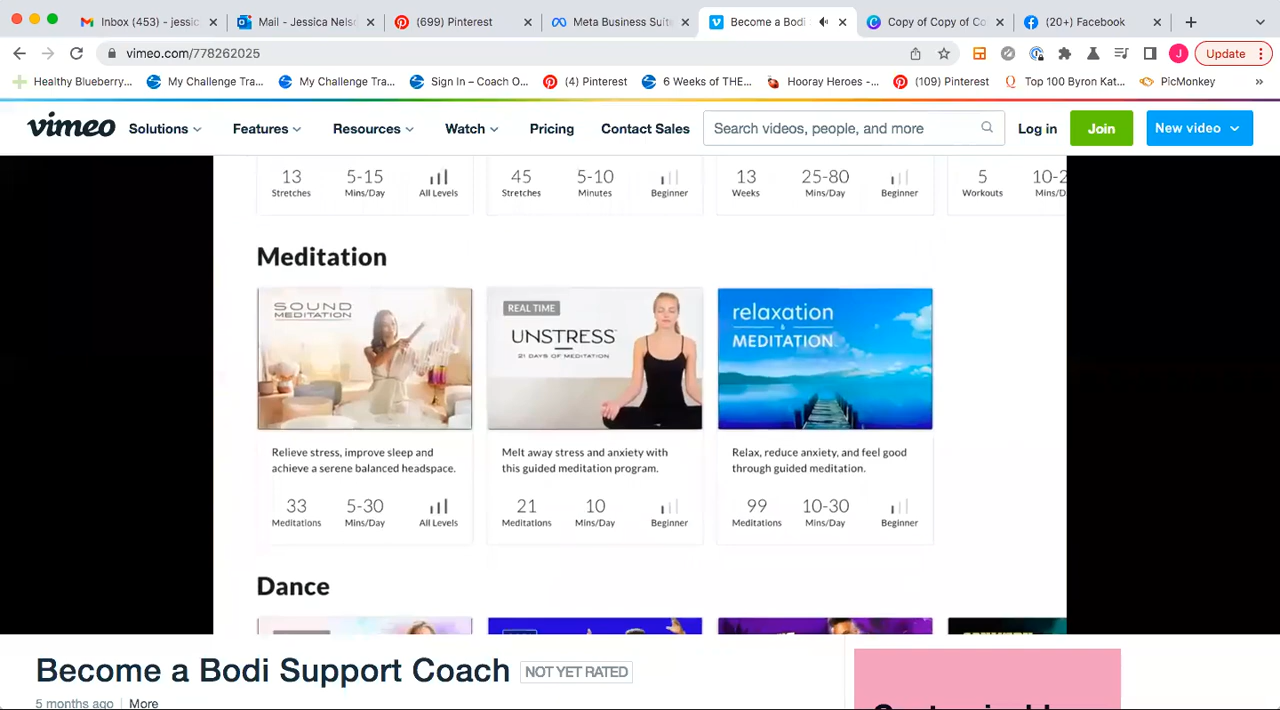 Inbox (453) – jessic
Mail - Jessica Nels
(699) Pinterest
Meta Business Suite
Become a Bodi
Copy of Copy of Co
(20+) Facebook
vimeo.com/778262025
Update
Healthy Blueberry...
My Challenge Tra...
My Challenge Tra...
Sign In – Coach O...
(4) Pinterest
6 Weeks of THE...
Hooray Heroes -...
(109) Pinterest
Top 100 Byron Kat...
PicMonkey
»
vimeo
Solutions
Features
Resources
Watch
Pricing
Contact Sales
Search videos, people, and more
Log in
Join
New video
13 5-15
Stretches Mins/Day All Levels
45 5-10
Stretches Minutes Beginner
13 25-80
Weeks Mins/Day Beginner
5 10-2
Workouts Mins/D
Meditation
SOUND
MEDITATION
Relieve stress, improve sleep and
achieve a serene balanced headspace.
33 5-30
Meditations Mins/Day All Levels
REAL TIME
UNSTRESS
21 DAYS OF MEDITATION
Melt away stress and anxiety with
this guided meditation program.
21 10
Meditations Mins/Day Beginner
relaxation
&
MEDITATION
Relax, reduce anxiety, and feel good
through guided meditation.
99 10-30
Meditations Mins/Day Beginner
Dance
Become a Bodi Support Coach NOT YET RATED
5 months ago | More